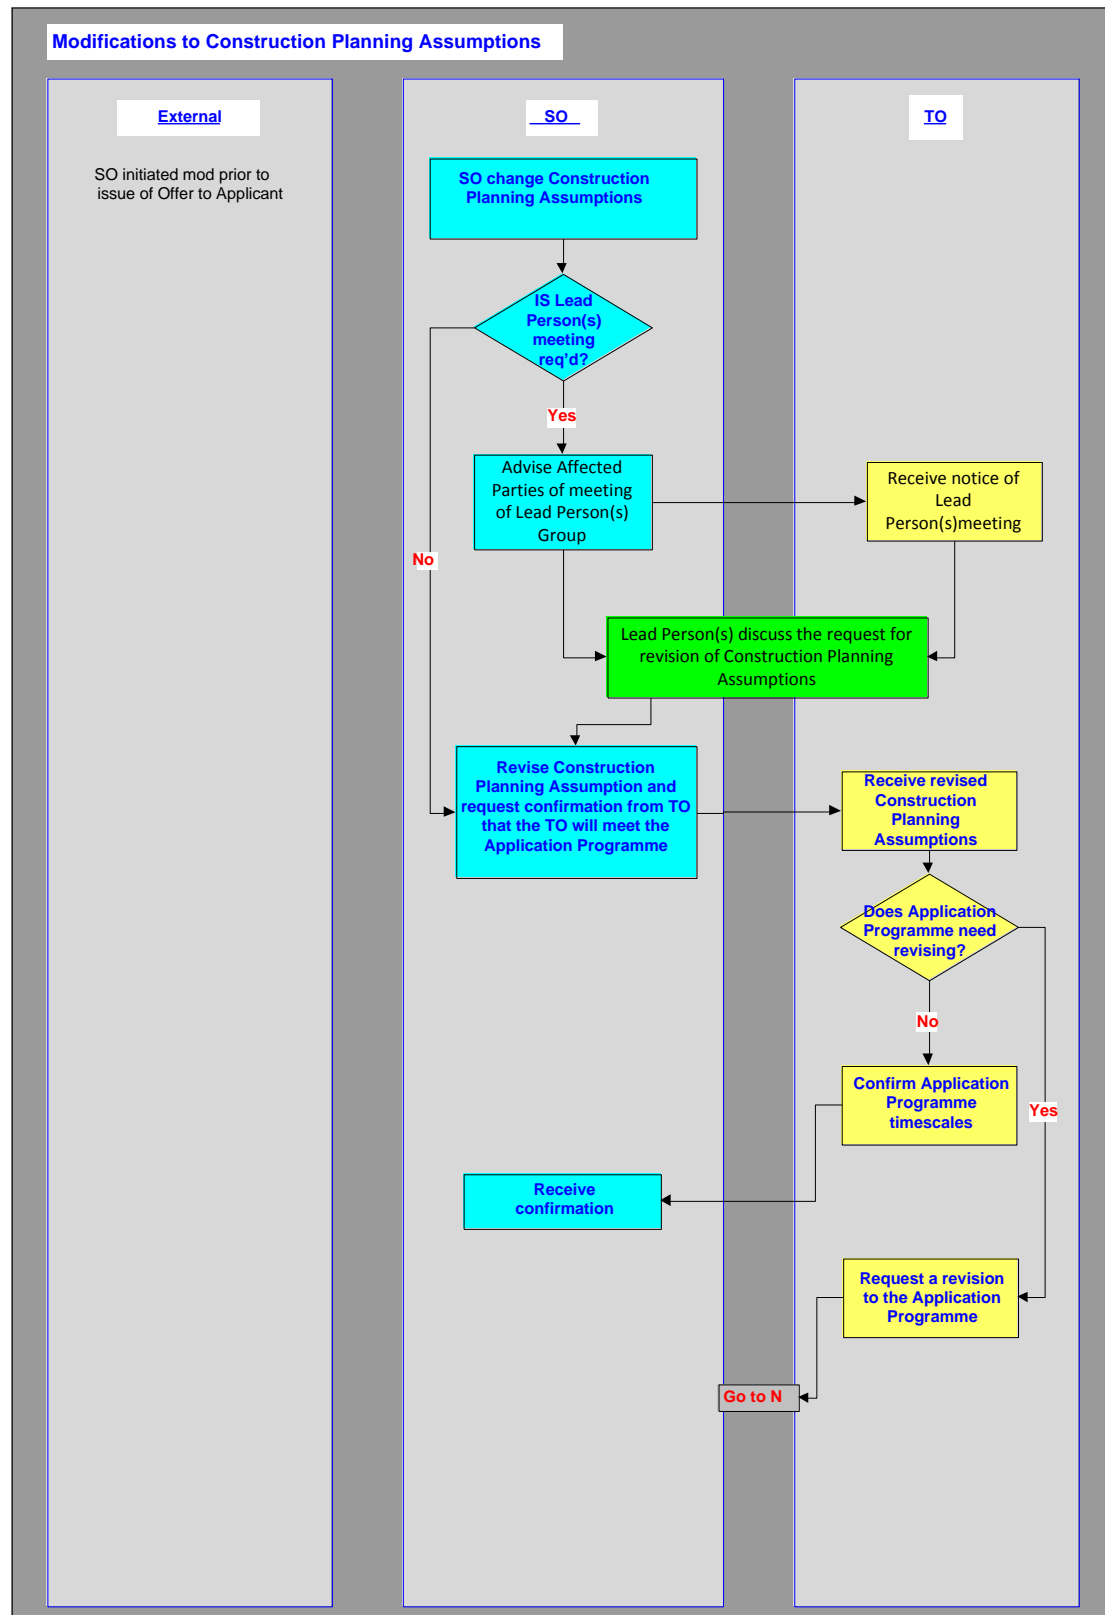 Modifications to Construction Planning Assumptions
External
SO
TO
SO initiated mod prior to
issue of Offer to Applicant
SO change Construction
Planning Assumptions
IS Lead
Person(s)
meeting
req'd?
Yes
Advise Affected
Parties of meeting
of Lead Person(s)
Group
Receive notice of
Lead
Person(s)meeting
No
Lead Person(s) discuss the request for
revision of Construction Planning
Assumptions
Revise Construction
Planning Assumption and
request confirmation from TO
that the TO will meet the
Application Programme
Receive revised
Construction
Planning
Assumptions
Does Application
Programme need
revising?
No
Confirm Application
Programme
timescales
Yes
Receive
confirmation
Request a revision
to the Application
Programme
Go to N